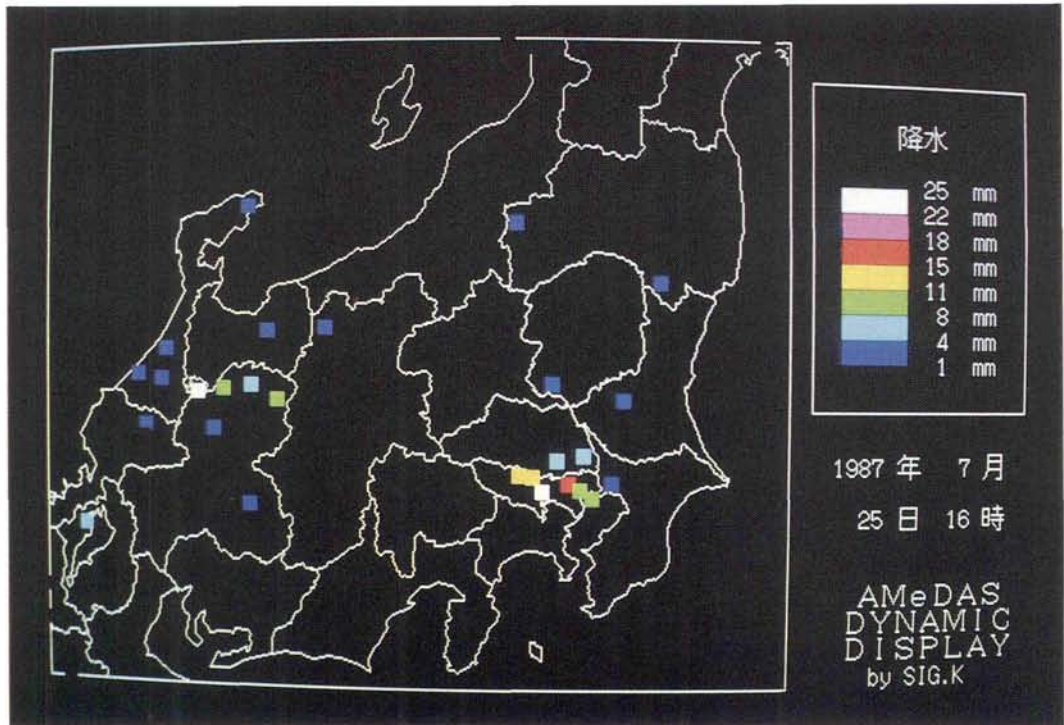 降水
25 mm
22 mm
18 mm
15 mm
11 mm
8 mm
4 mm
1 mm
1987 年 7 月
25 日 16 時
AMeDAS
DYNAMIC
DISPLAY
by SIG.K